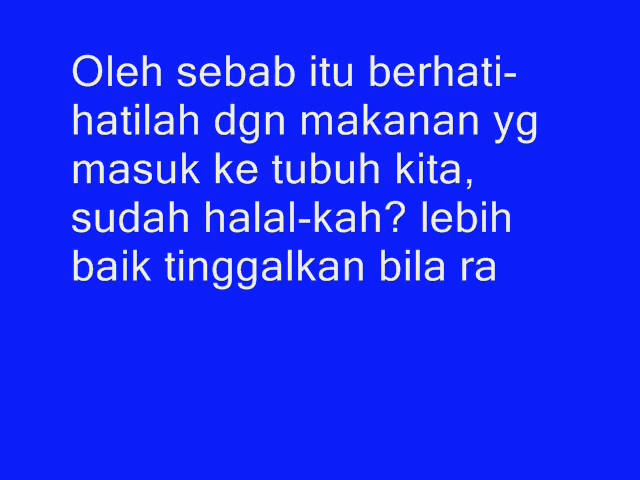 Oleh sebab itu berhati-
hatilah dgn makanan yg
masuk ke tubuh kita,
sudah halal-kah? lebih
baik tinggalkan bila ra